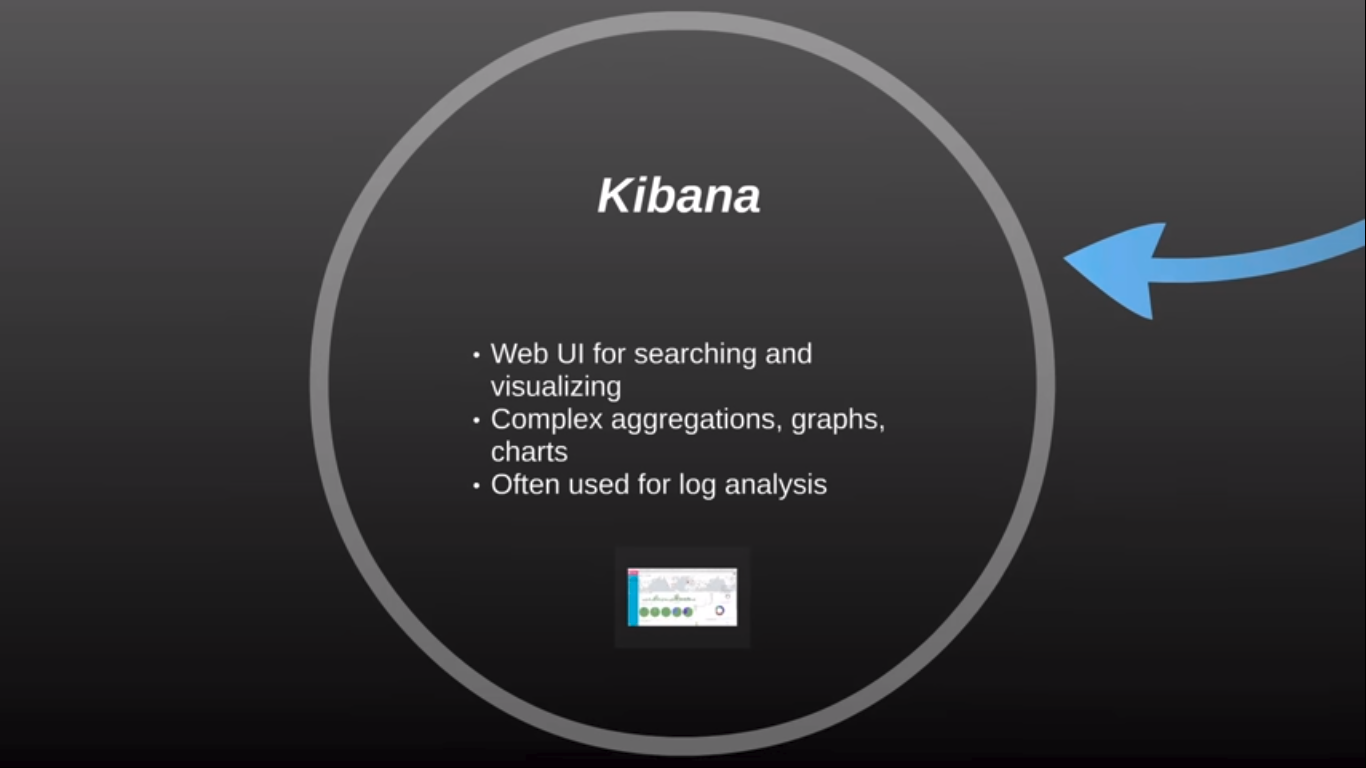 Kibana
• Web UI for searching and
visualizing
• Complex aggregations, graphs,
charts
• Often used for log analysis